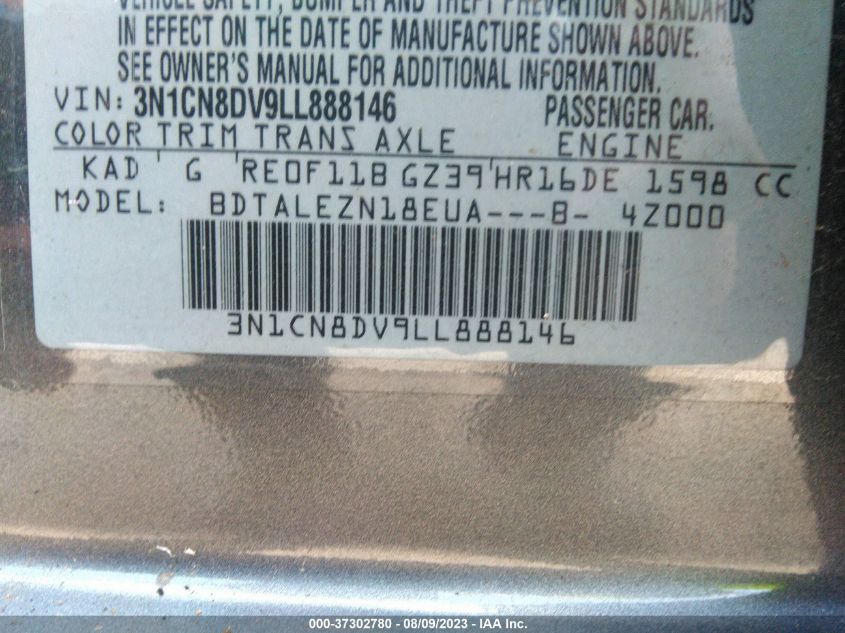 VEHICLE SAFETY, BUMPER AND THEFT PREVENTION STANDARDS
IN EFFECT ON THE DATE OF MANUFACTURE SHOWN ABOVE.
SEE OWNER'S MANUAL FOR ADDITIONAL INFORMATION.
VIN: 3N1CN8DV9LL888146 PASSENGER CAR.
COLOR TRIM TRANS AXLE ENGINE
KAD G RE0F11B GZ39 HR16DE 1598 CC
MODEL: BDTALEZN18EUA---B- 4Z000
3N1CN8DV9LL888146
000-37302780 - 08/09/2023 - IAA Inc.